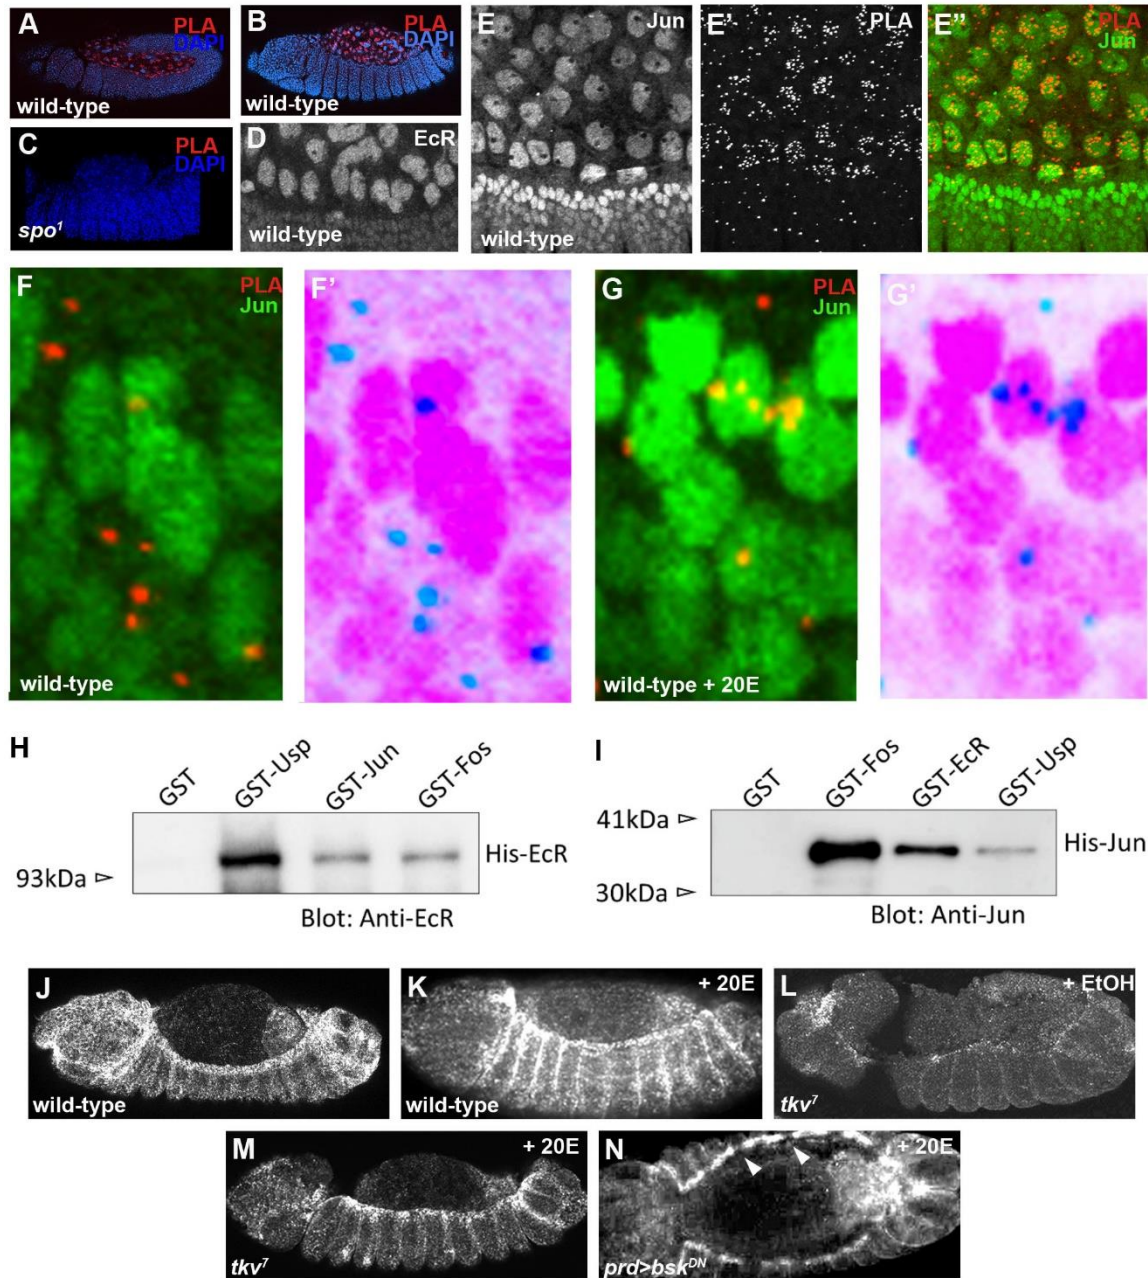 A
PLA
DAPI
wild-type
B
PLA
DAPI
wild-type
C
PLA
DAPI
spo¹
D
EcR
wild-type
E
Jun
wild-type
E'
PLA
E''
PLA
Jun
F
PLA
Jun
wild-type
F'
G
PLA
Jun
wild-type + 20E
G'
H
GST
GST-Usp
GST-Jun
GST-Fos
His-EcR
93kDa
Blot: Anti-EcR
I
GST
GST-Fos
GST-EcR
GST-Usp
41kDa
His-Jun
30kDa
Blot: Anti-Jun
J
wild-type
K
+ 20E
wild-type
L
+ EtOH
tkv⁷
M
+ 20E
tkv⁷
N
+ 20E
prd>bskᴰᴺ